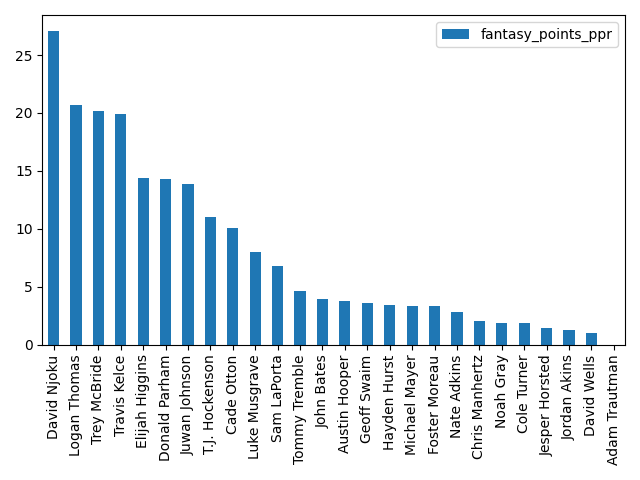 fantasy_points_ppr
25
20
15
10
5
0
David Njoku
Logan Thomas
Trey McBride
Travis Kelce
Elijah Higgins
Donald Parham
Juwan Johnson
T.J. Hockenson
Cade Otton
Luke Musgrave
Sam LaPorta
Tommy Tremble
John Bates
Austin Hooper
Geoff Swaim
Hayden Hurst
Michael Mayer
Foster Moreau
Nate Adkins
Chris Manhertz
Noah Gray
Cole Turner
Jesper Horsted
Jordan Akins
David Wells
Adam Trautman